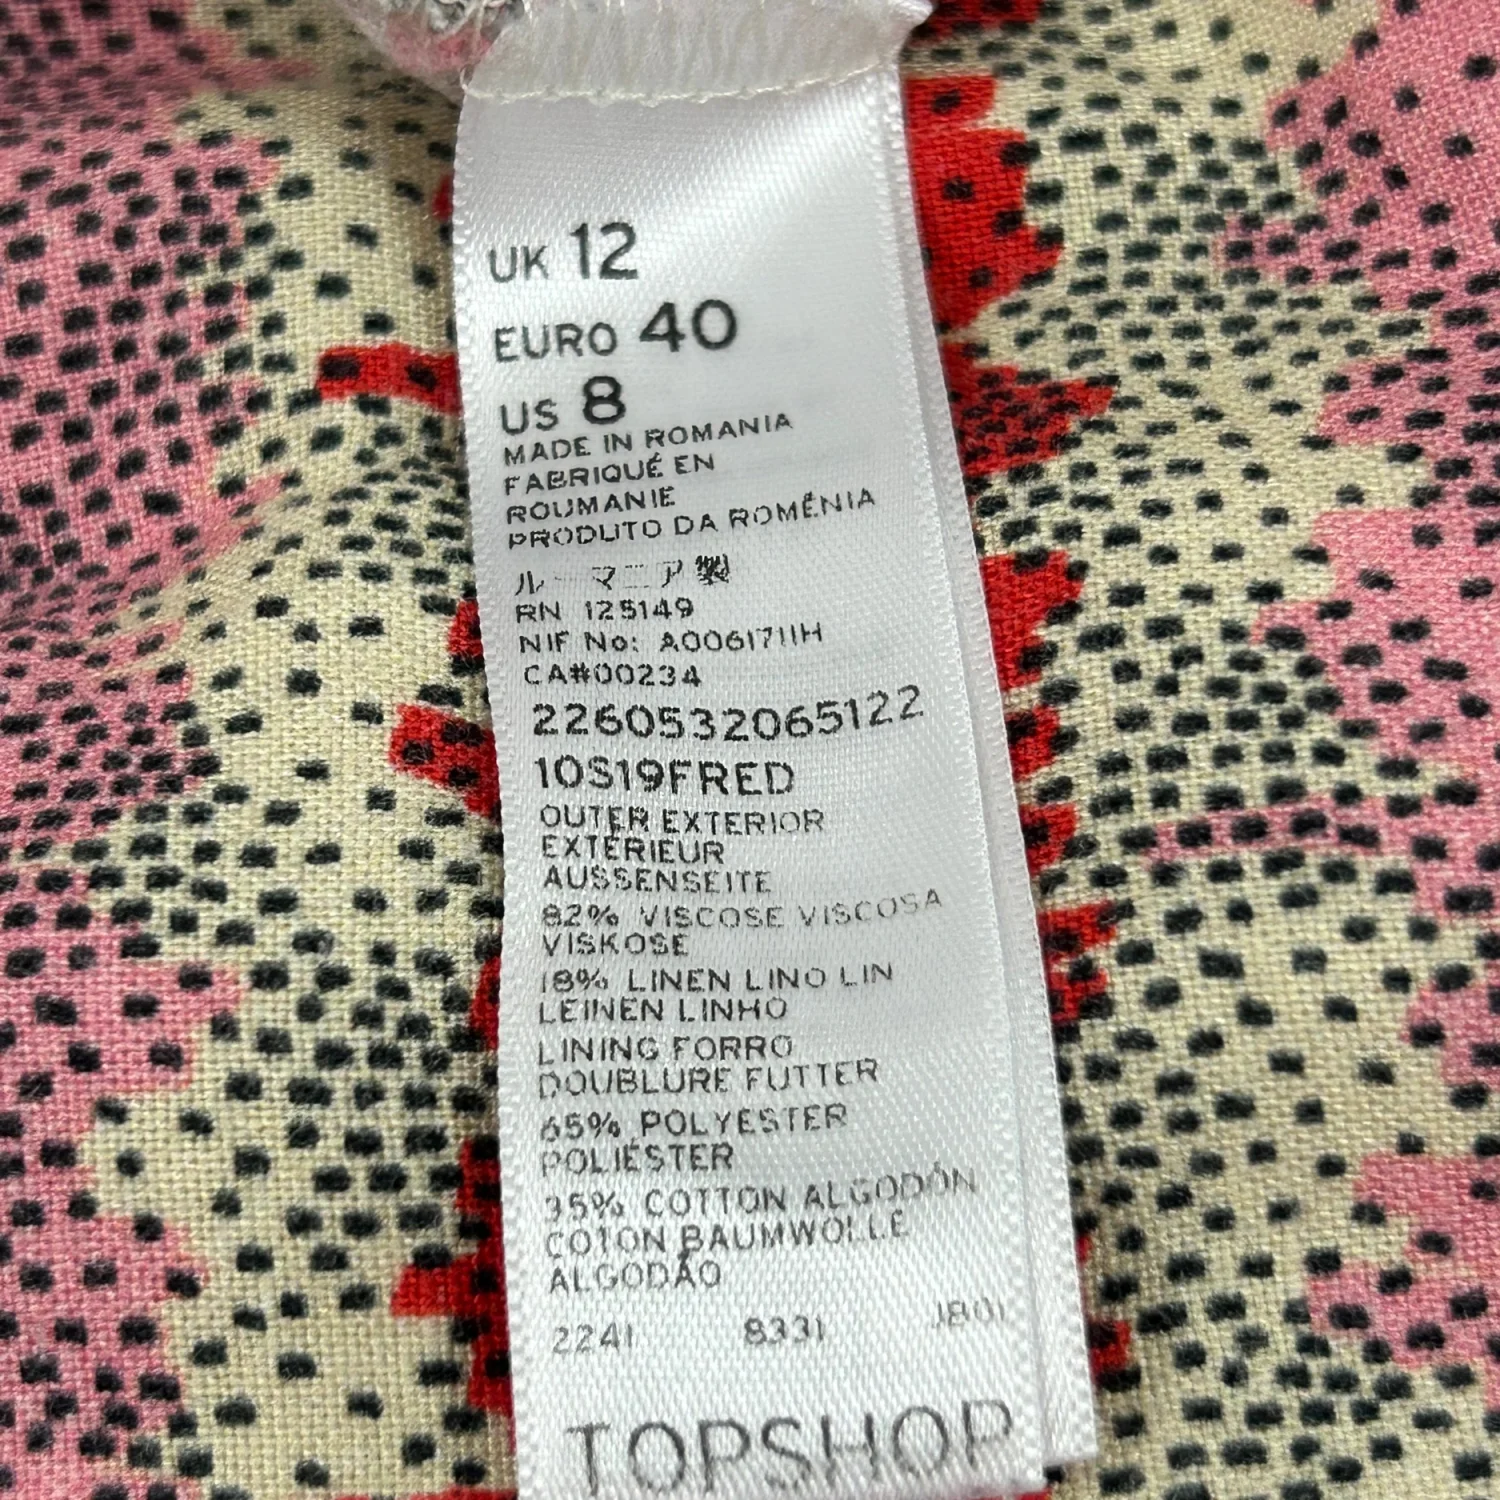 UK 12
EURO 40
US 8
MADE IN ROMANIA
FABRIQUÉ EN
ROUMANIE
PRODUTO DA ROMÉNIA
ルーマニア製
RN 125149
NIF No: A0061711H
CA#00234
2260532065122
10S19FRED
OUTER EXTERIOR
EXTÉRIEUR
AUSSENSEITE
82% VISCOSE VISCOSA
VISKOSE
18% LINEN LINO LIN
LEINEN LINHO
LINING FORRO
DOUBLURE FUTTER
65% POLYESTER
POLIÉSTER
35% COTTON ALGODÓN
COTON BAUMWOLLE
ALGODÃO
2241 8331 J801
TOPSHOP